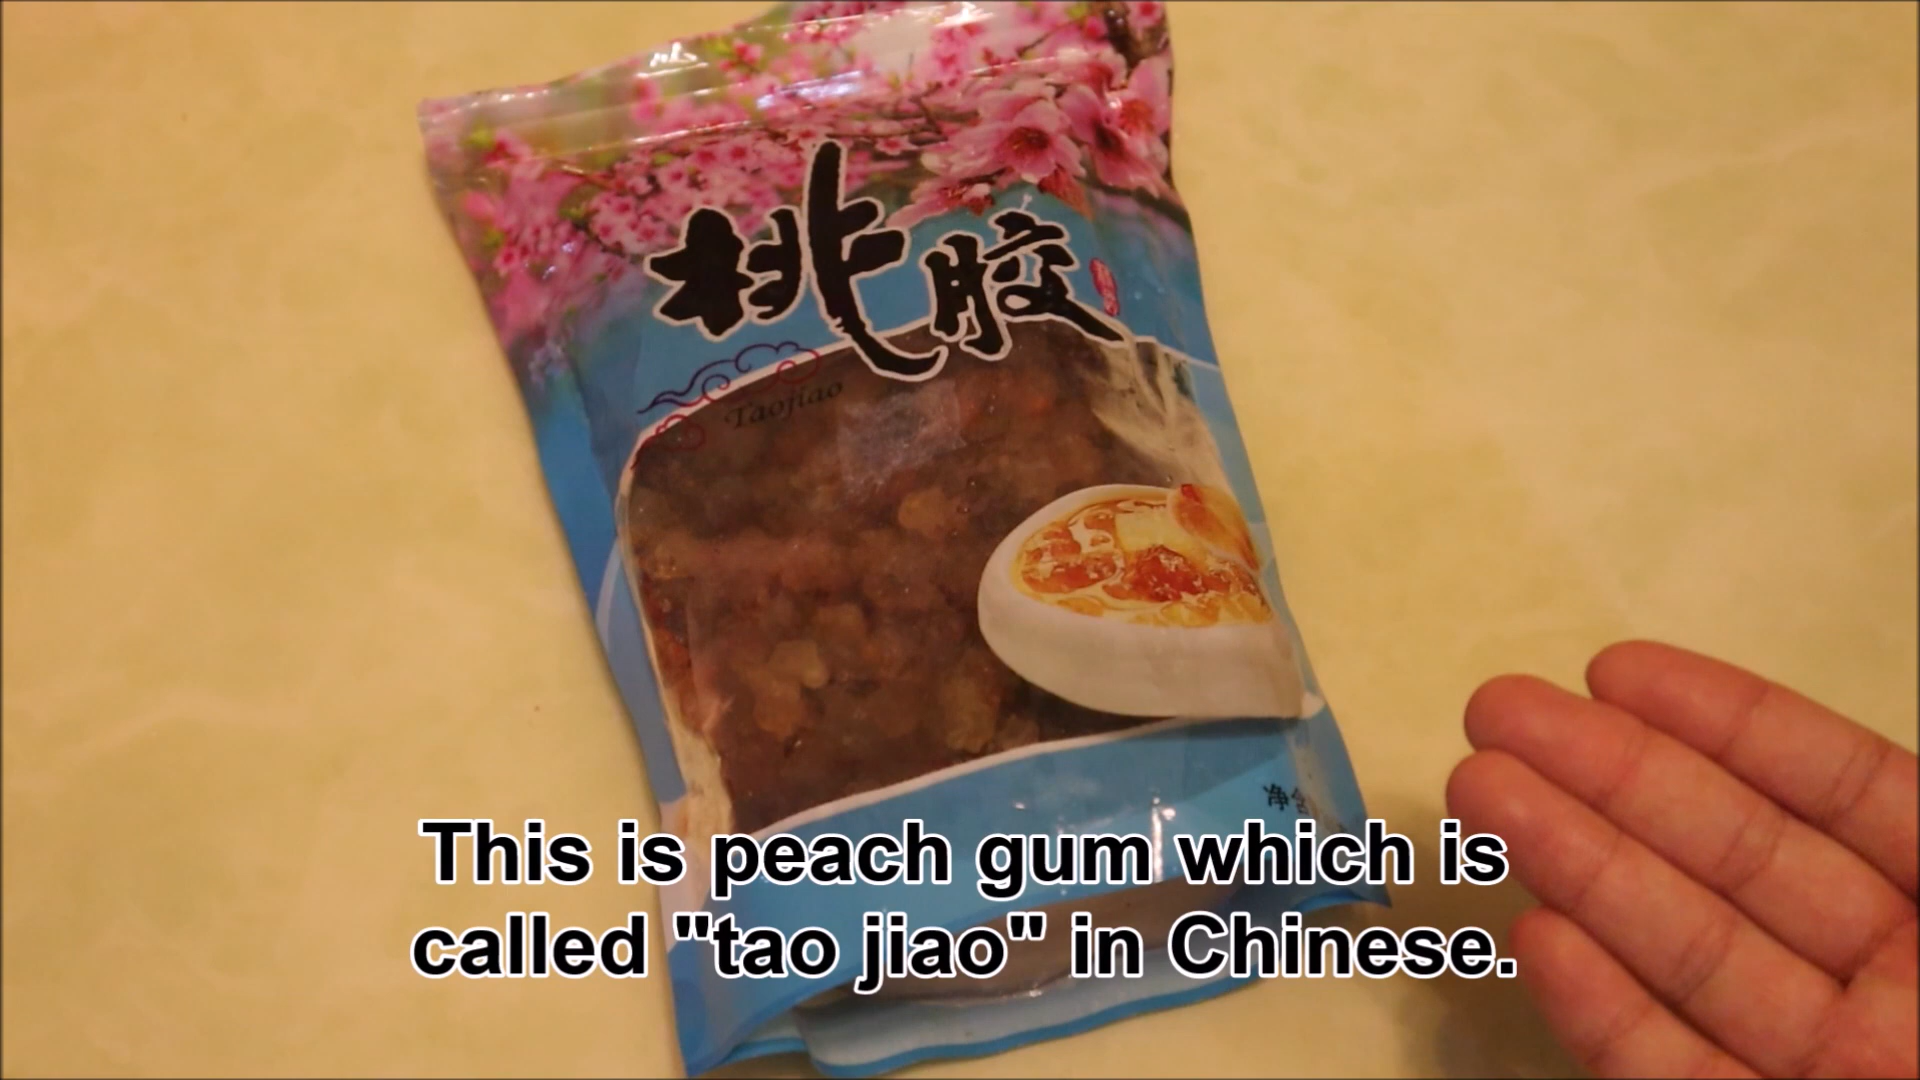 桃胶
Taojiao
净含
This is peach gum which is
called "tao jiao" in Chinese.